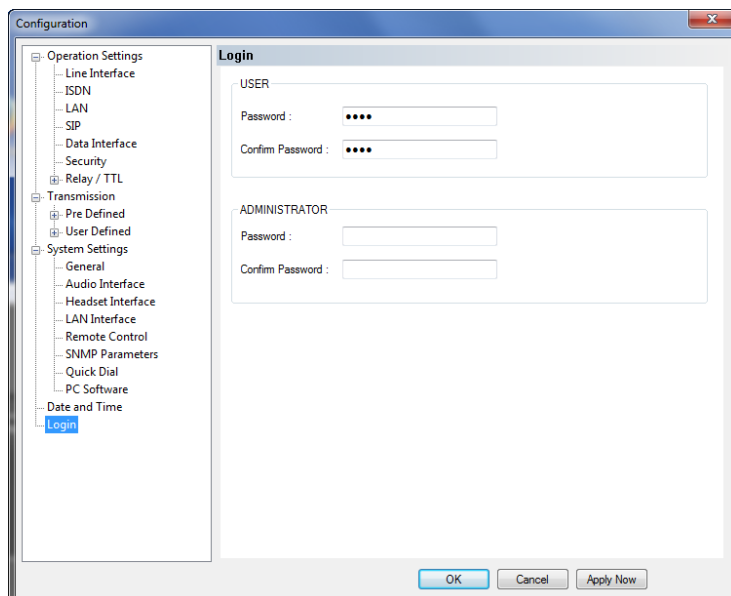 Configuration
Operation Settings
Line Interface
ISDN
LAN
SIP
Data Interface
Security
Relay / TTL
Transmission
Pre Defined
User Defined
System Settings
General
Audio Interface
Headset Interface
LAN Interface
Remote Control
SNMP Parameters
Quick Dial
PC Software
Date and Time
Login
Login
USER
Password : ●●●●
Confirm Password : ●●●●
ADMINISTRATOR
Password :
Confirm Password :
OK Cancel Apply Now